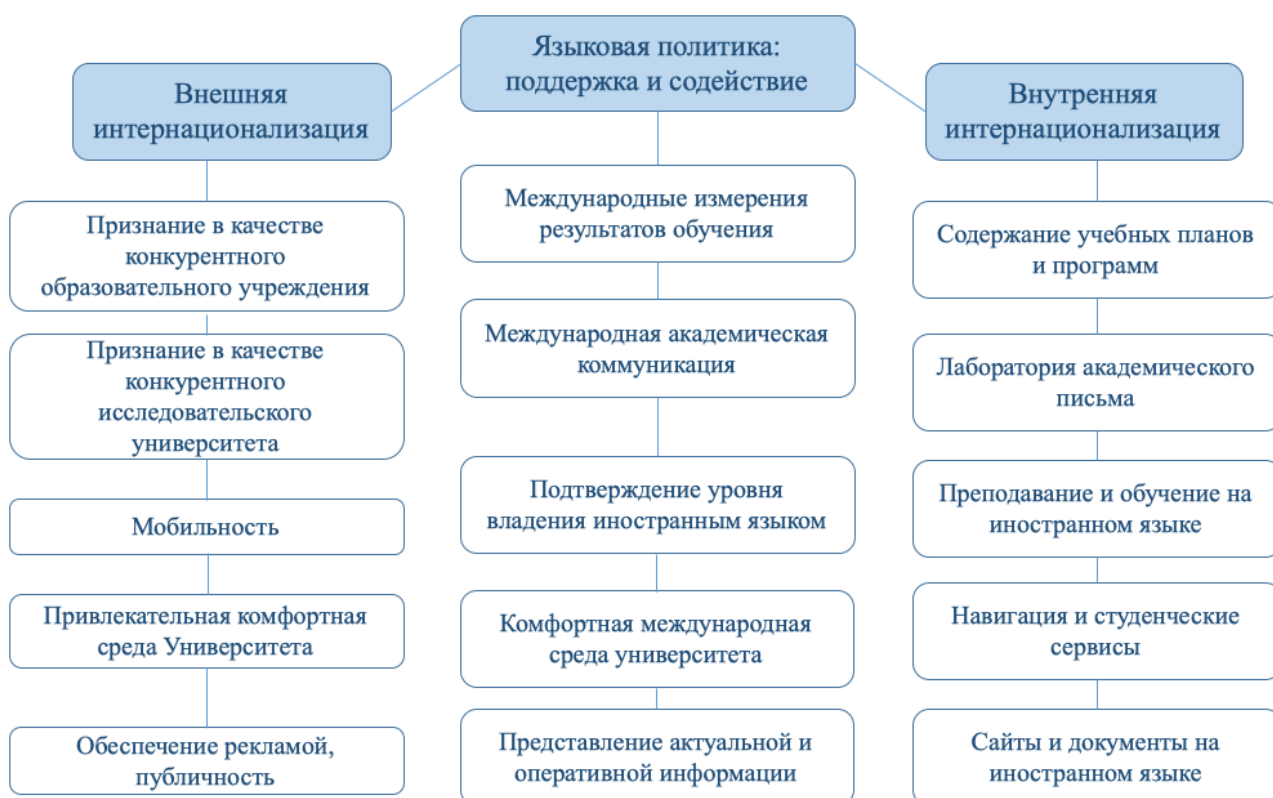 Языковая политика:
поддержка и содействие
Внешняя
интернационализация
Признание в качестве
конкурентного
образовательного учреждения
Признание в качестве
конкурентного
исследовательского
университета
Мобильность
Привлекательная комфортная
среда Университета
Обеспечение рекламой,
публичность
Международные измерения
результатов обучения
Международная академическая
коммуникация
Подтверждение уровня
владения иностранным языком
Комфортная международная
среда университета
Представление актуальной и
оперативной информации
Внутренняя
интернационализация
Содержание учебных планов
и программ
Лаборатория академического
письма
Преподавание и обучение на
иностранном языке
Навигация и студенческие
сервисы
Сайты и документы на
иностранном языке